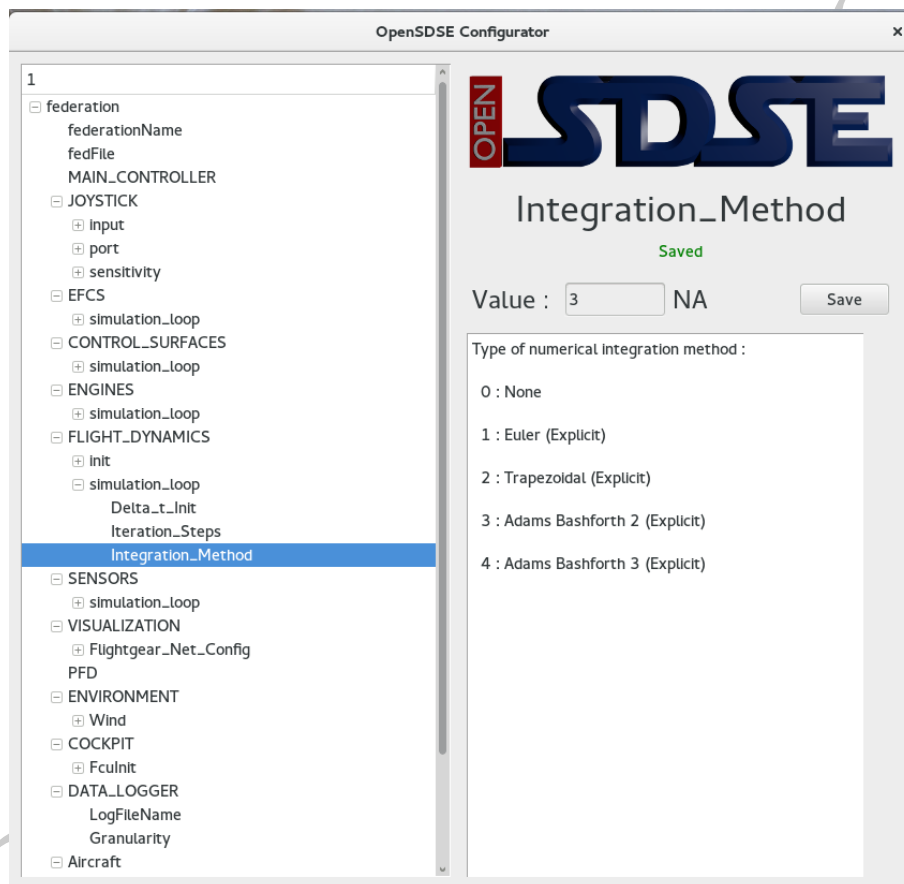 OpenSDSE Configurator
x
1
federation
federationName
fedFile
MAIN_CONTROLLER
JOYSTICK
input
port
sensitivity
EFCS
simulation_loop
CONTROL_SURFACES
simulation_loop
ENGINES
simulation_loop
FLIGHT_DYNAMICS
init
simulation_loop
Delta_t_Init
Iteration_Steps
Integration_Method
SENSORS
simulation_loop
VISUALIZATION
Flightgear_Net_Config
PFD
ENVIRONMENT
Wind
COCKPIT
FcuInit
DATA_LOGGER
LogFileName
Granularity
Aircraft
OPEN SDSE
Integration_Method
Saved
Value : 3 NA Save
Type of numerical integration method :
0 : None
1 : Euler (Explicit)
2 : Trapezoidal (Explicit)
3 : Adams Bashforth 2 (Explicit)
4 : Adams Bashforth 3 (Explicit)